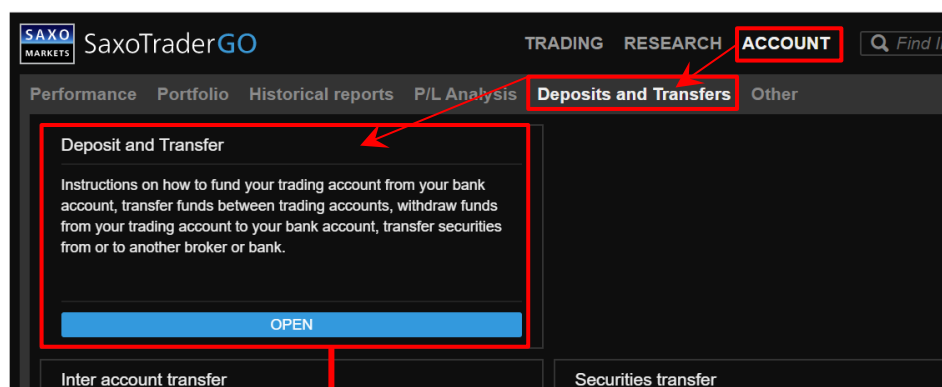 SAXO
MARKETS
SaxoTraderGO
TRADING RESEARCH ACCOUNT
Find
Performance Portfolio Historical reports P/L Analysis Deposits and Transfers Other
Deposit and Transfer
Instructions on how to fund your trading account from your bank
account, transfer funds between trading accounts, withdraw funds
from your trading account to your bank account, transfer securities
from or to another broker or bank.
OPEN
Inter account transfer
Securities transfer